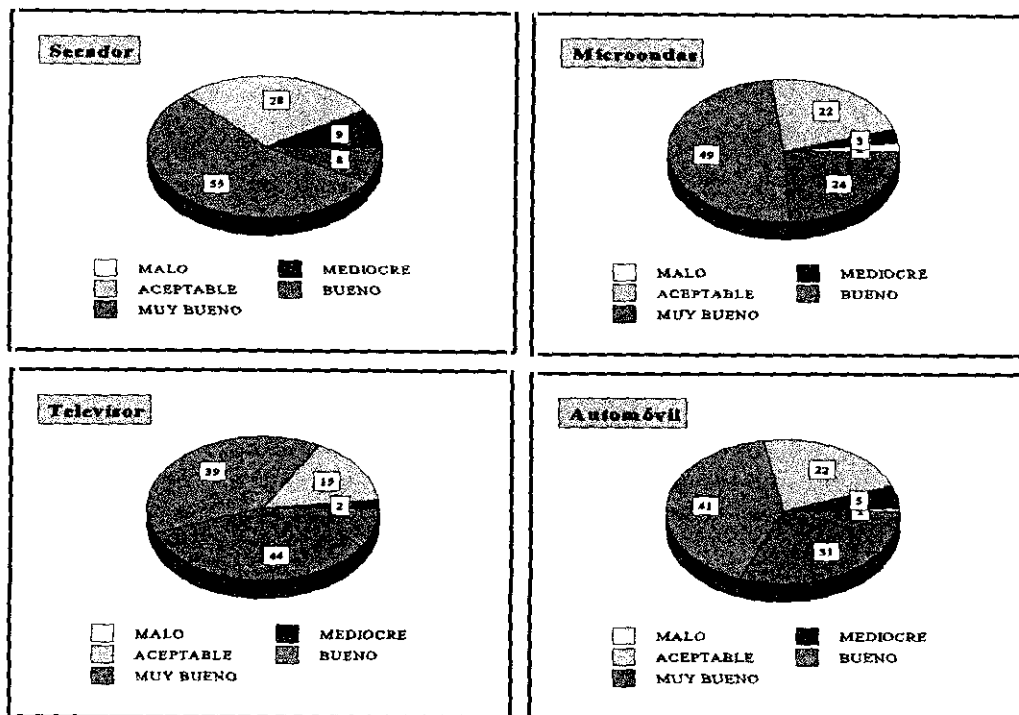 Secador
28
9
8
55
MALO MEDIOCRE
ACEPTABLE BUENO
MUY BUENO
Microondas
22
3
49
24
MALO MEDIOCRE
ACEPTABLE BUENO
MUY BUENO
Televisor
39
15
2
44
MALO MEDIOCRE
ACEPTABLE BUENO
MUY BUENO
Automóvil
22
5
41
31
MALO MEDIOCRE
ACEPTABLE BUENO
MUY BUENO